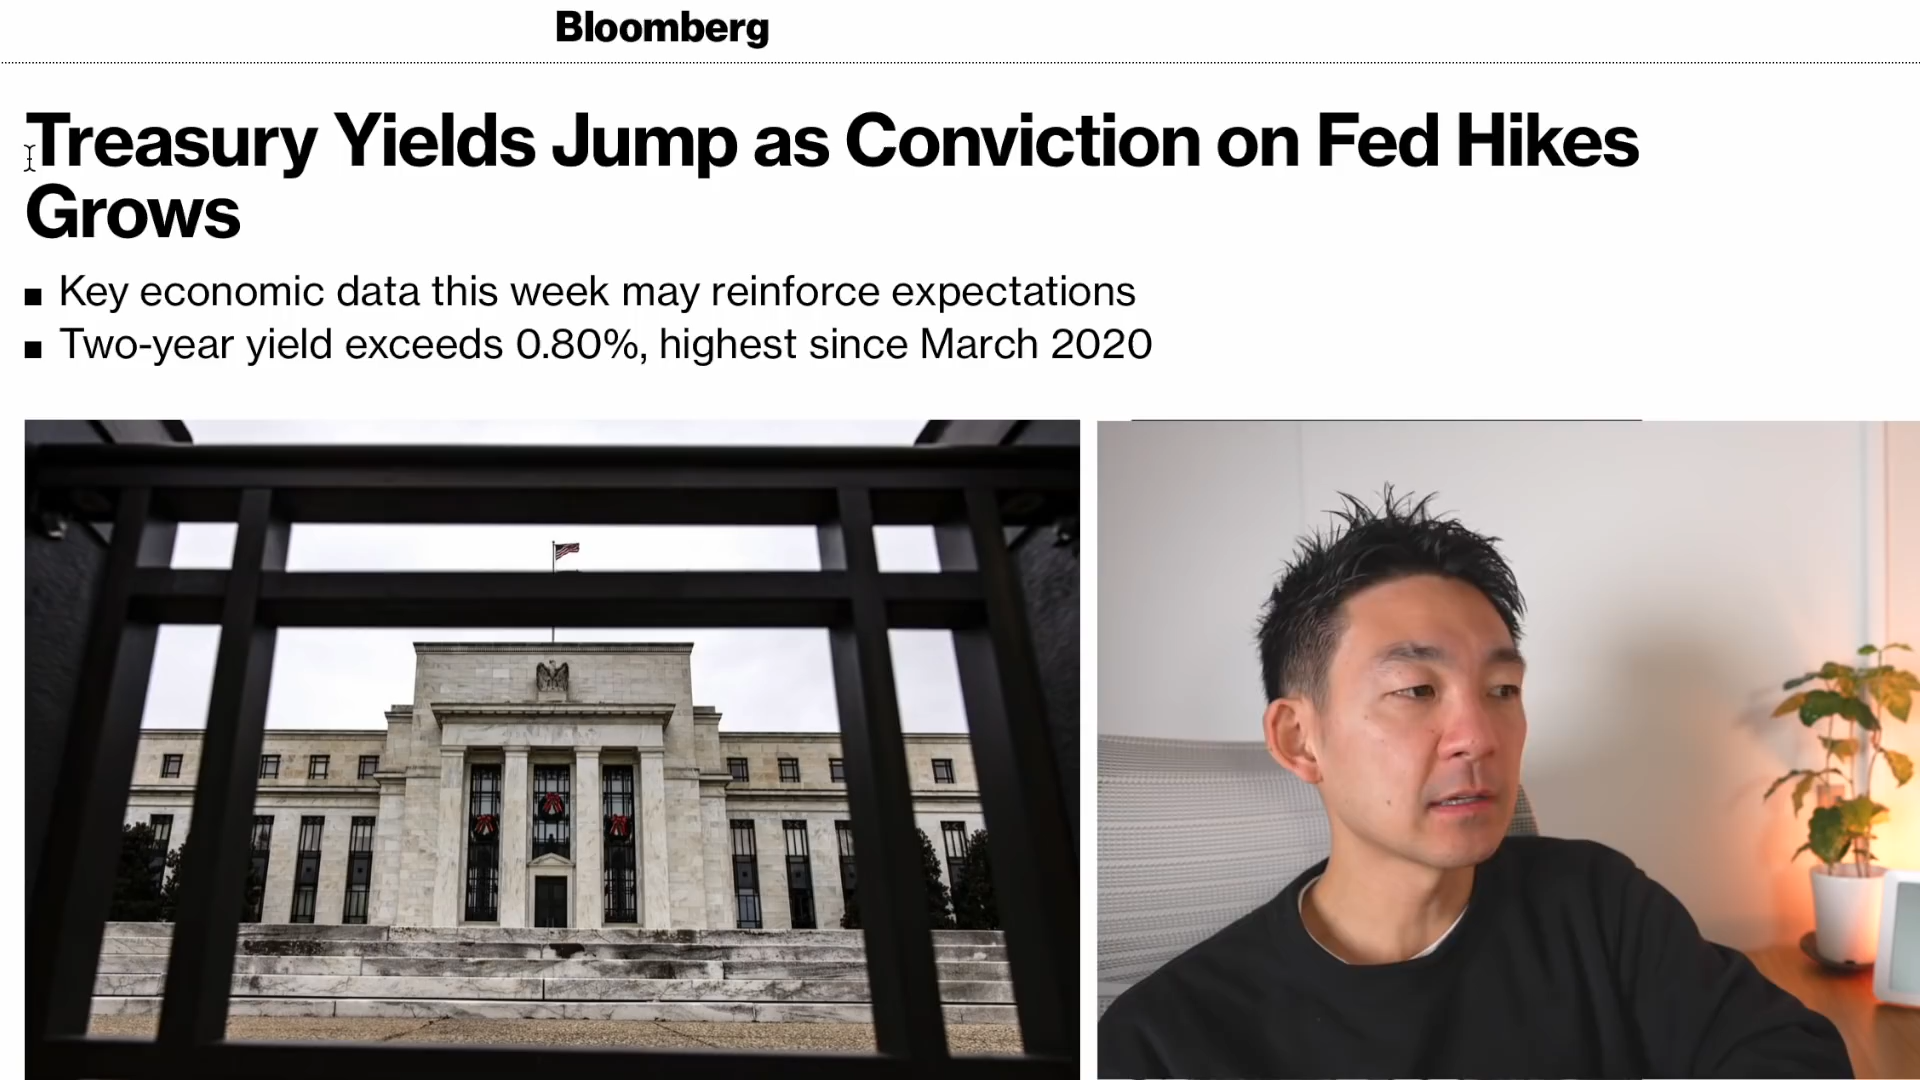 Bloomberg
Treasury Yields Jump as Conviction on Fed Hikes
Grows
Key economic data this week may reinforce expectations
Two-year yield exceeds 0.80%, highest since March 2020